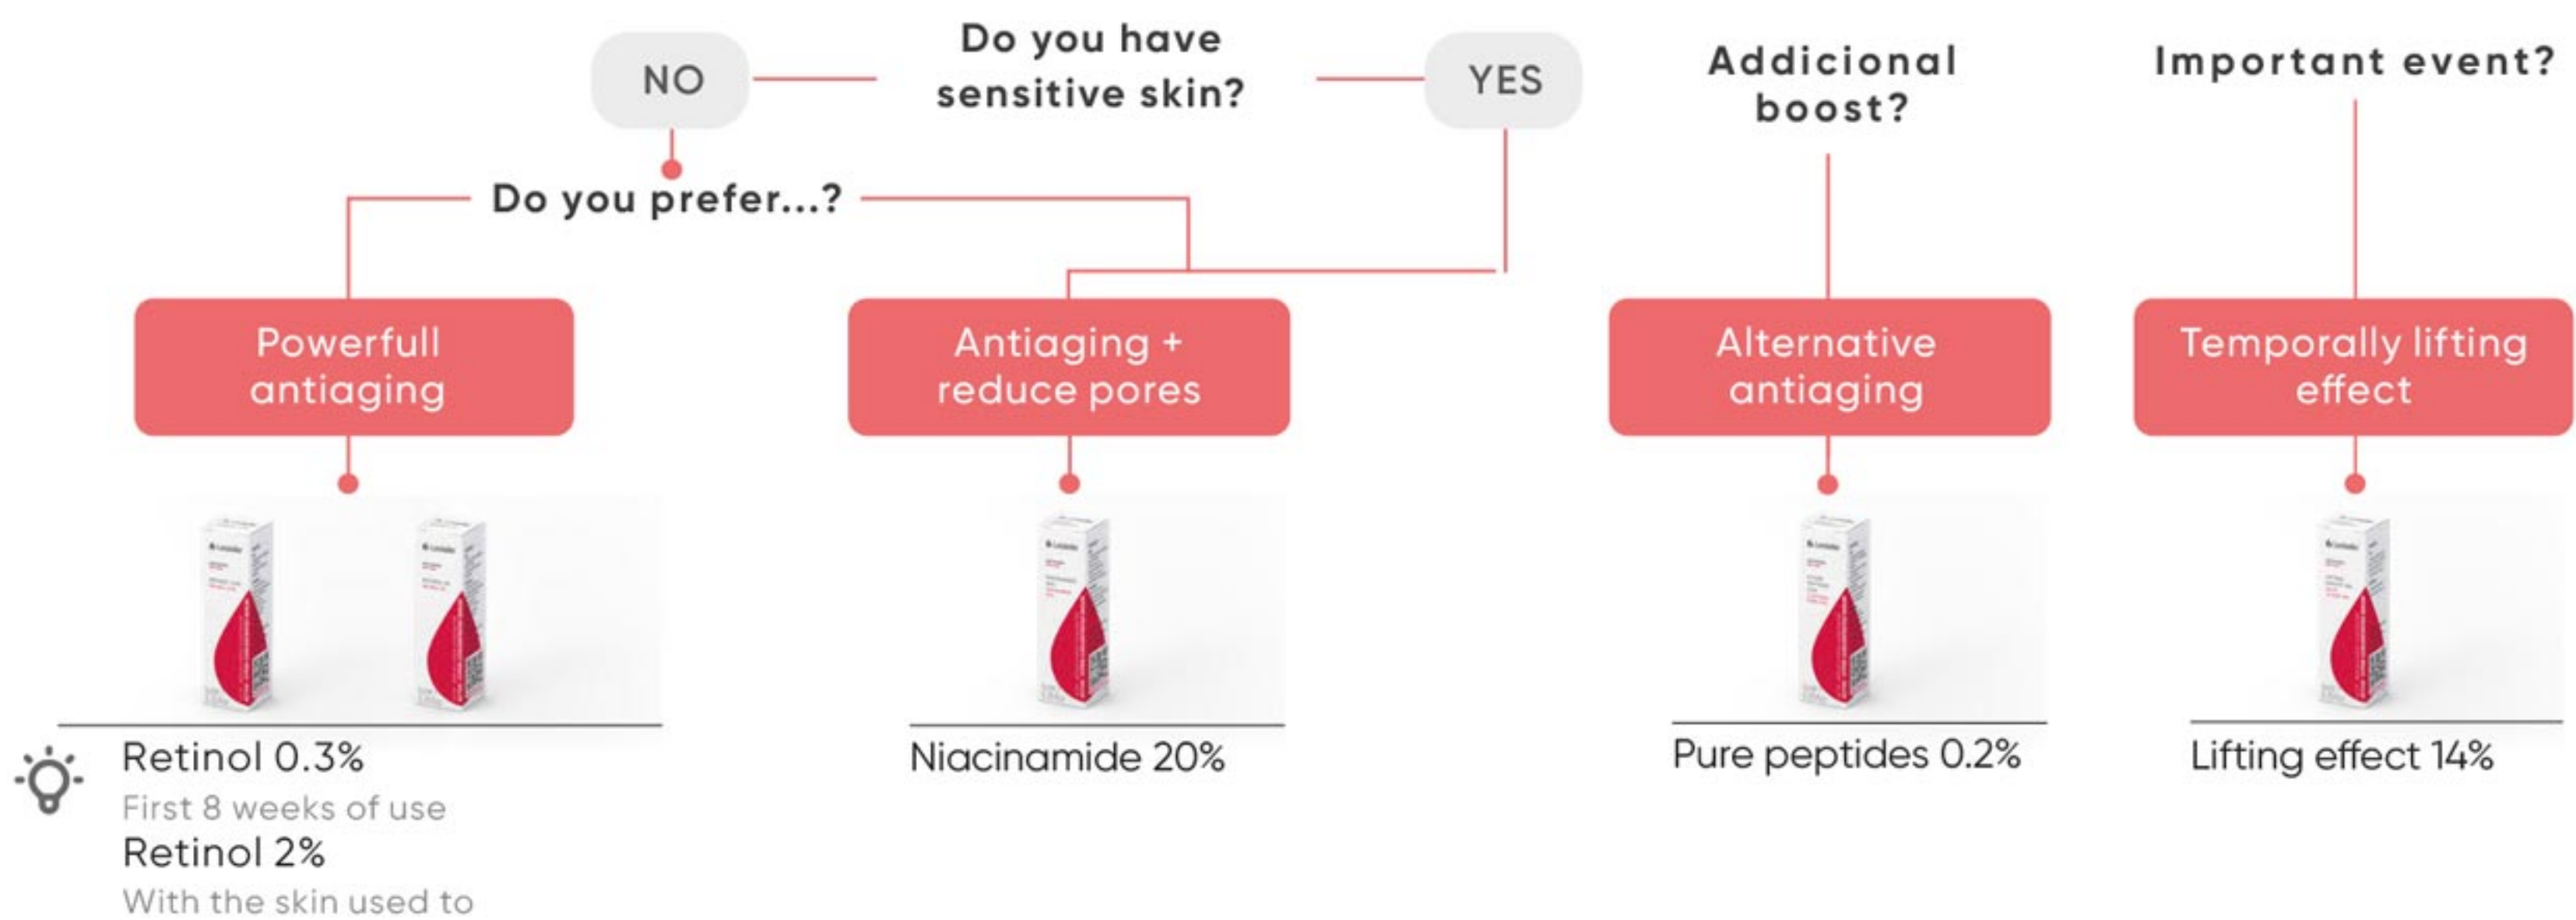 NO
Do you have
sensitive skin?
YES
Addicional
boost?
Important event?
Do you prefer...?
Powerfull
antiaging
Antiaging +
reduce pores
Alternative
antiaging
Temporally lifting
effect
Retinol 0.3%
First 8 weeks of use
Retinol 2%
With the skin used to
Niacinamide 20%
Pure peptides 0.2%
Lifting effect 14%